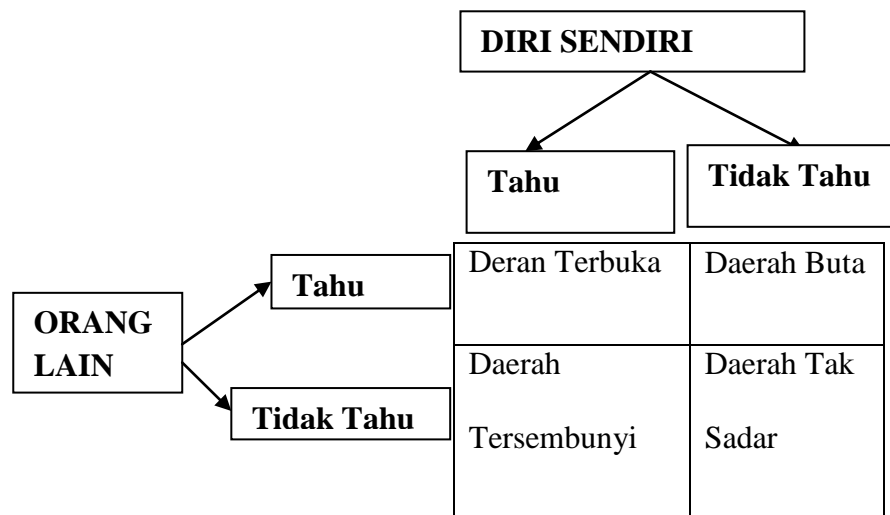 DIRI SENDIRI
Tahu
Tidak Tahu
Deran Terbuka
Daerah Buta
Tahu
ORANG
LAIN
Daerah
Tersembunyi
Daerah Tak
Sadar
Tidak Tahu